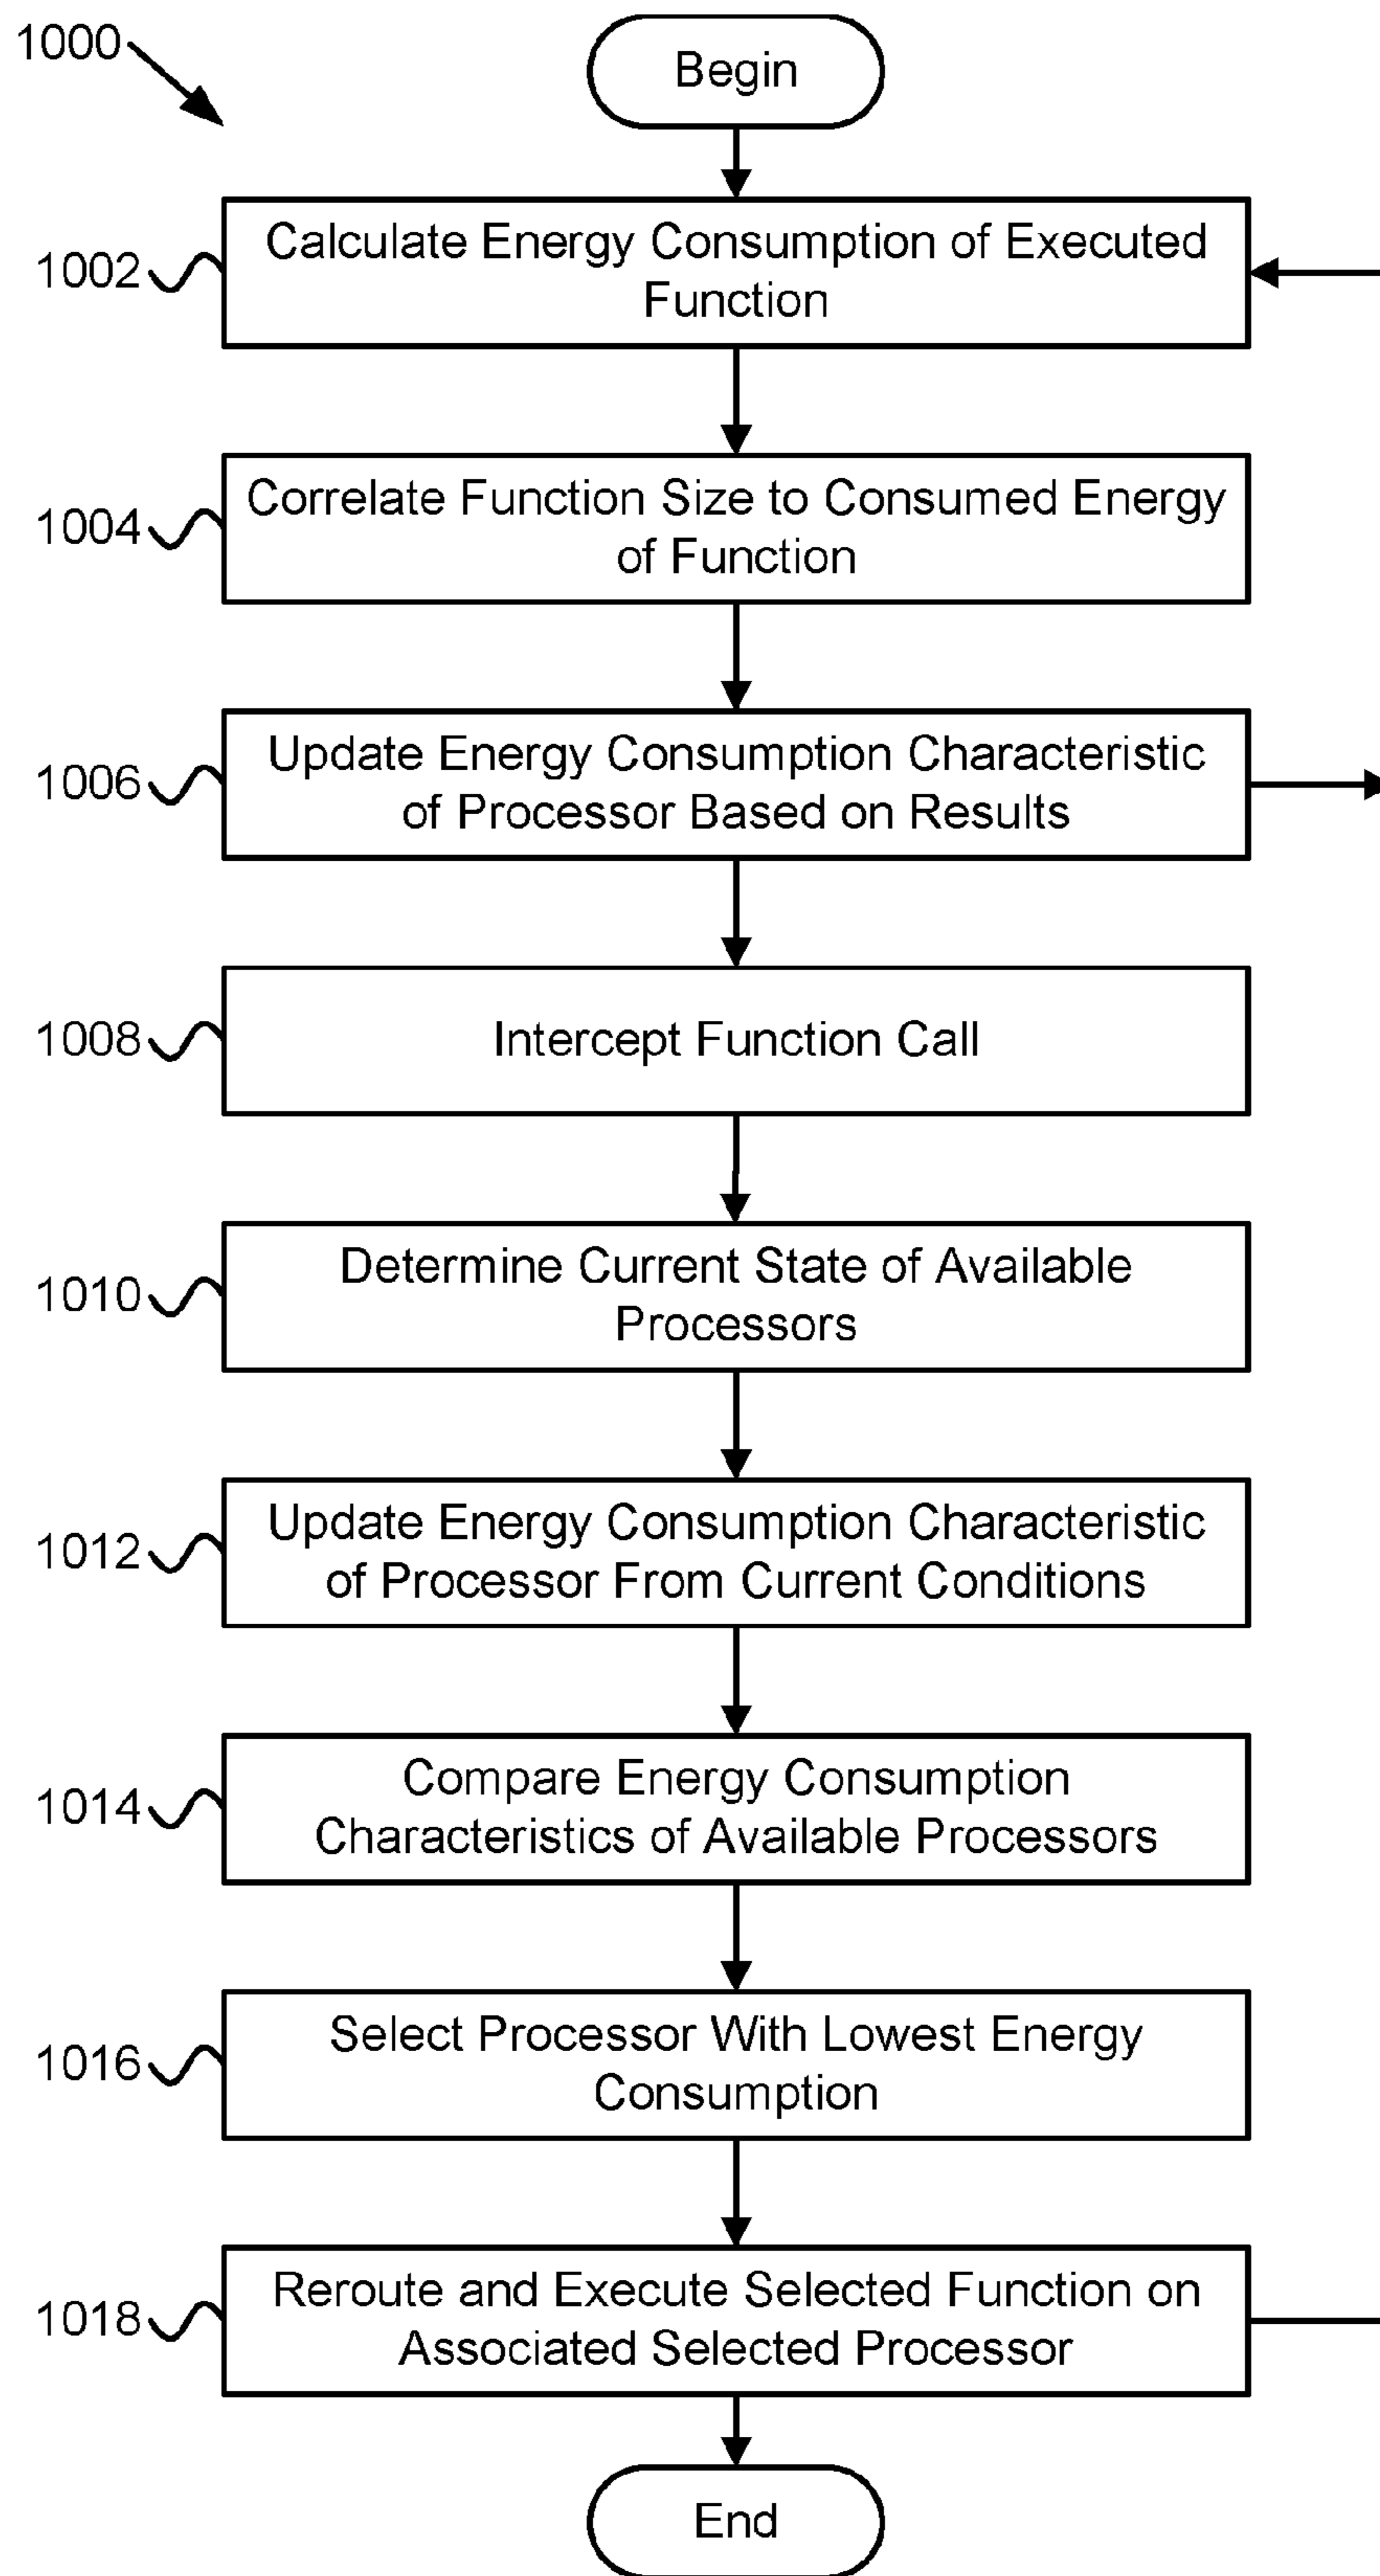 1000
Begin
1002
Calculate Energy Consumption of Executed
Function
1004
Correlate Function Size to Consumed Energy
of Function
1006
Update Energy Consumption Characteristic
of Processor Based on Results
1008
Intercept Function Call
1010
Determine Current State of Available
Processors
1012
Update Energy Consumption Characteristic
of Processor From Current Conditions
1014
Compare Energy Consumption
Characteristics of Available Processors
1016
Select Processor With Lowest Energy
Consumption
1018
Reroute and Execute Selected Function on
Associated Selected Processor
End